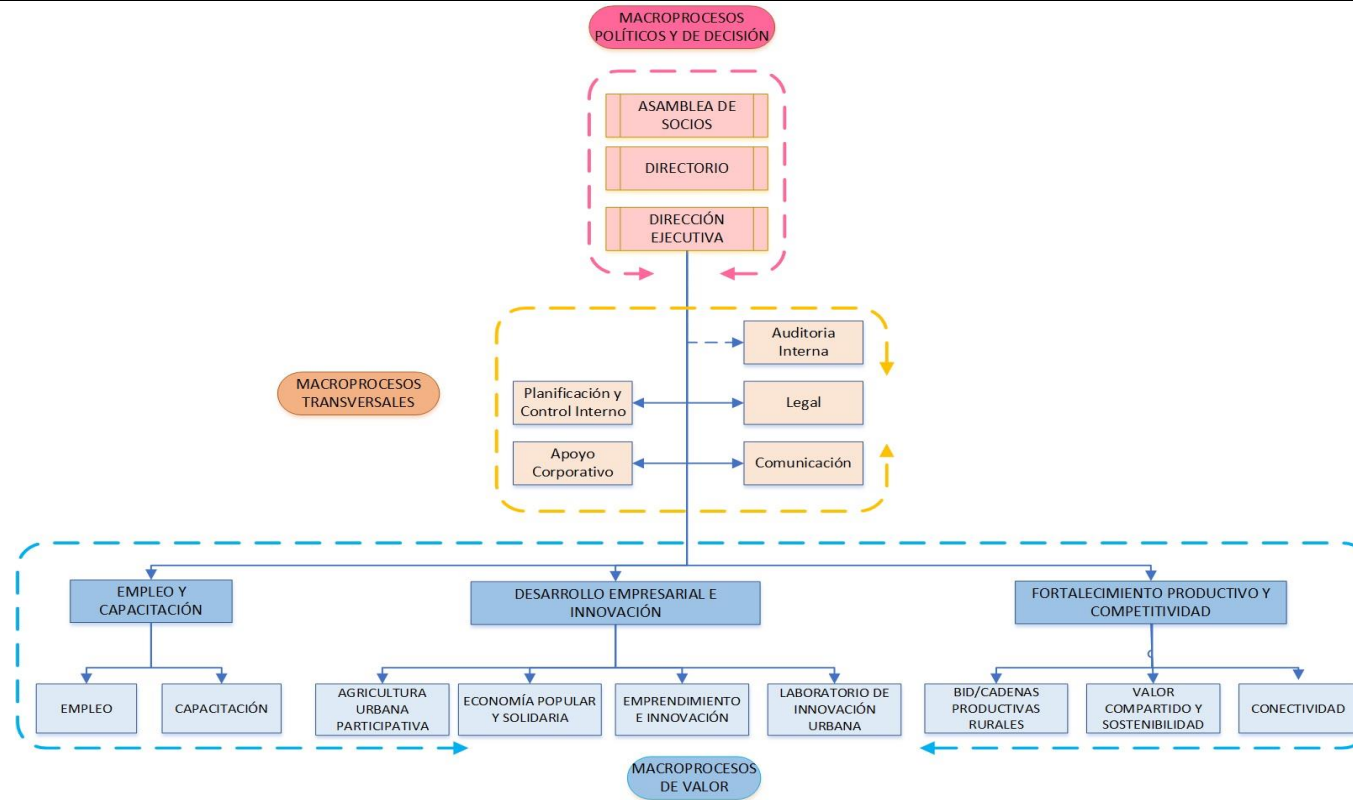 MACROPROCESOS
POLÍTICOS Y DE DECISIÓN
ASAMBLEA DE
SOCIOS
DIRECTORIO
DIRECCIÓN
EJECUTIVA
Auditoria
Interna
MACROPROCESOS
TRANSVERSALES
Planificación y
Control Interno
Legal
Apoyo
Corporativo
Comunicación
EMPLEO Y
CAPACITACIÓN
DESARROLLO EMPRESARIAL E
INNOVACIÓN
FORTALECIMIENTO PRODUCTIVO Y
COMPETITIVIDAD
EMPLEO
CAPACITACIÓN
AGRICULTURA
URBANA
PARTICIPATIVA
ECONOMÍA POPULAR
Y SOLIDARIA
EMPRENDIMIENTO
E INNOVACIÓN
LABORATORIO DE
INNOVACIÓN
URBANA
BID/CADENAS
PRODUCTIVAS
RURALES
VALOR
COMPARTIDO Y
SOSTENIBILIDAD
CONECTIVIDAD
MACROPROCESOS
DE VALOR